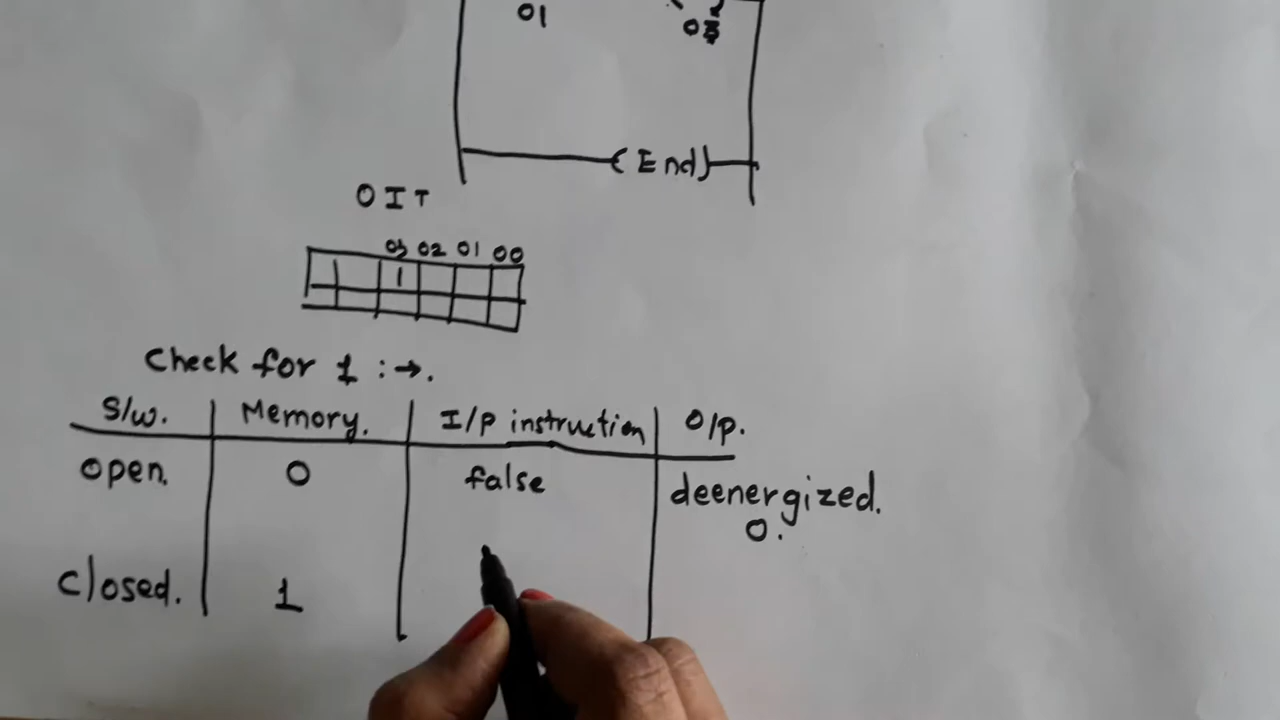 01 03
(End)
OIT
03 02 01 00
1
Check for 1 :→.
S/w. Memory. I/P instruction O/p.
open. 0 false deenergized.
0.
closed. 1